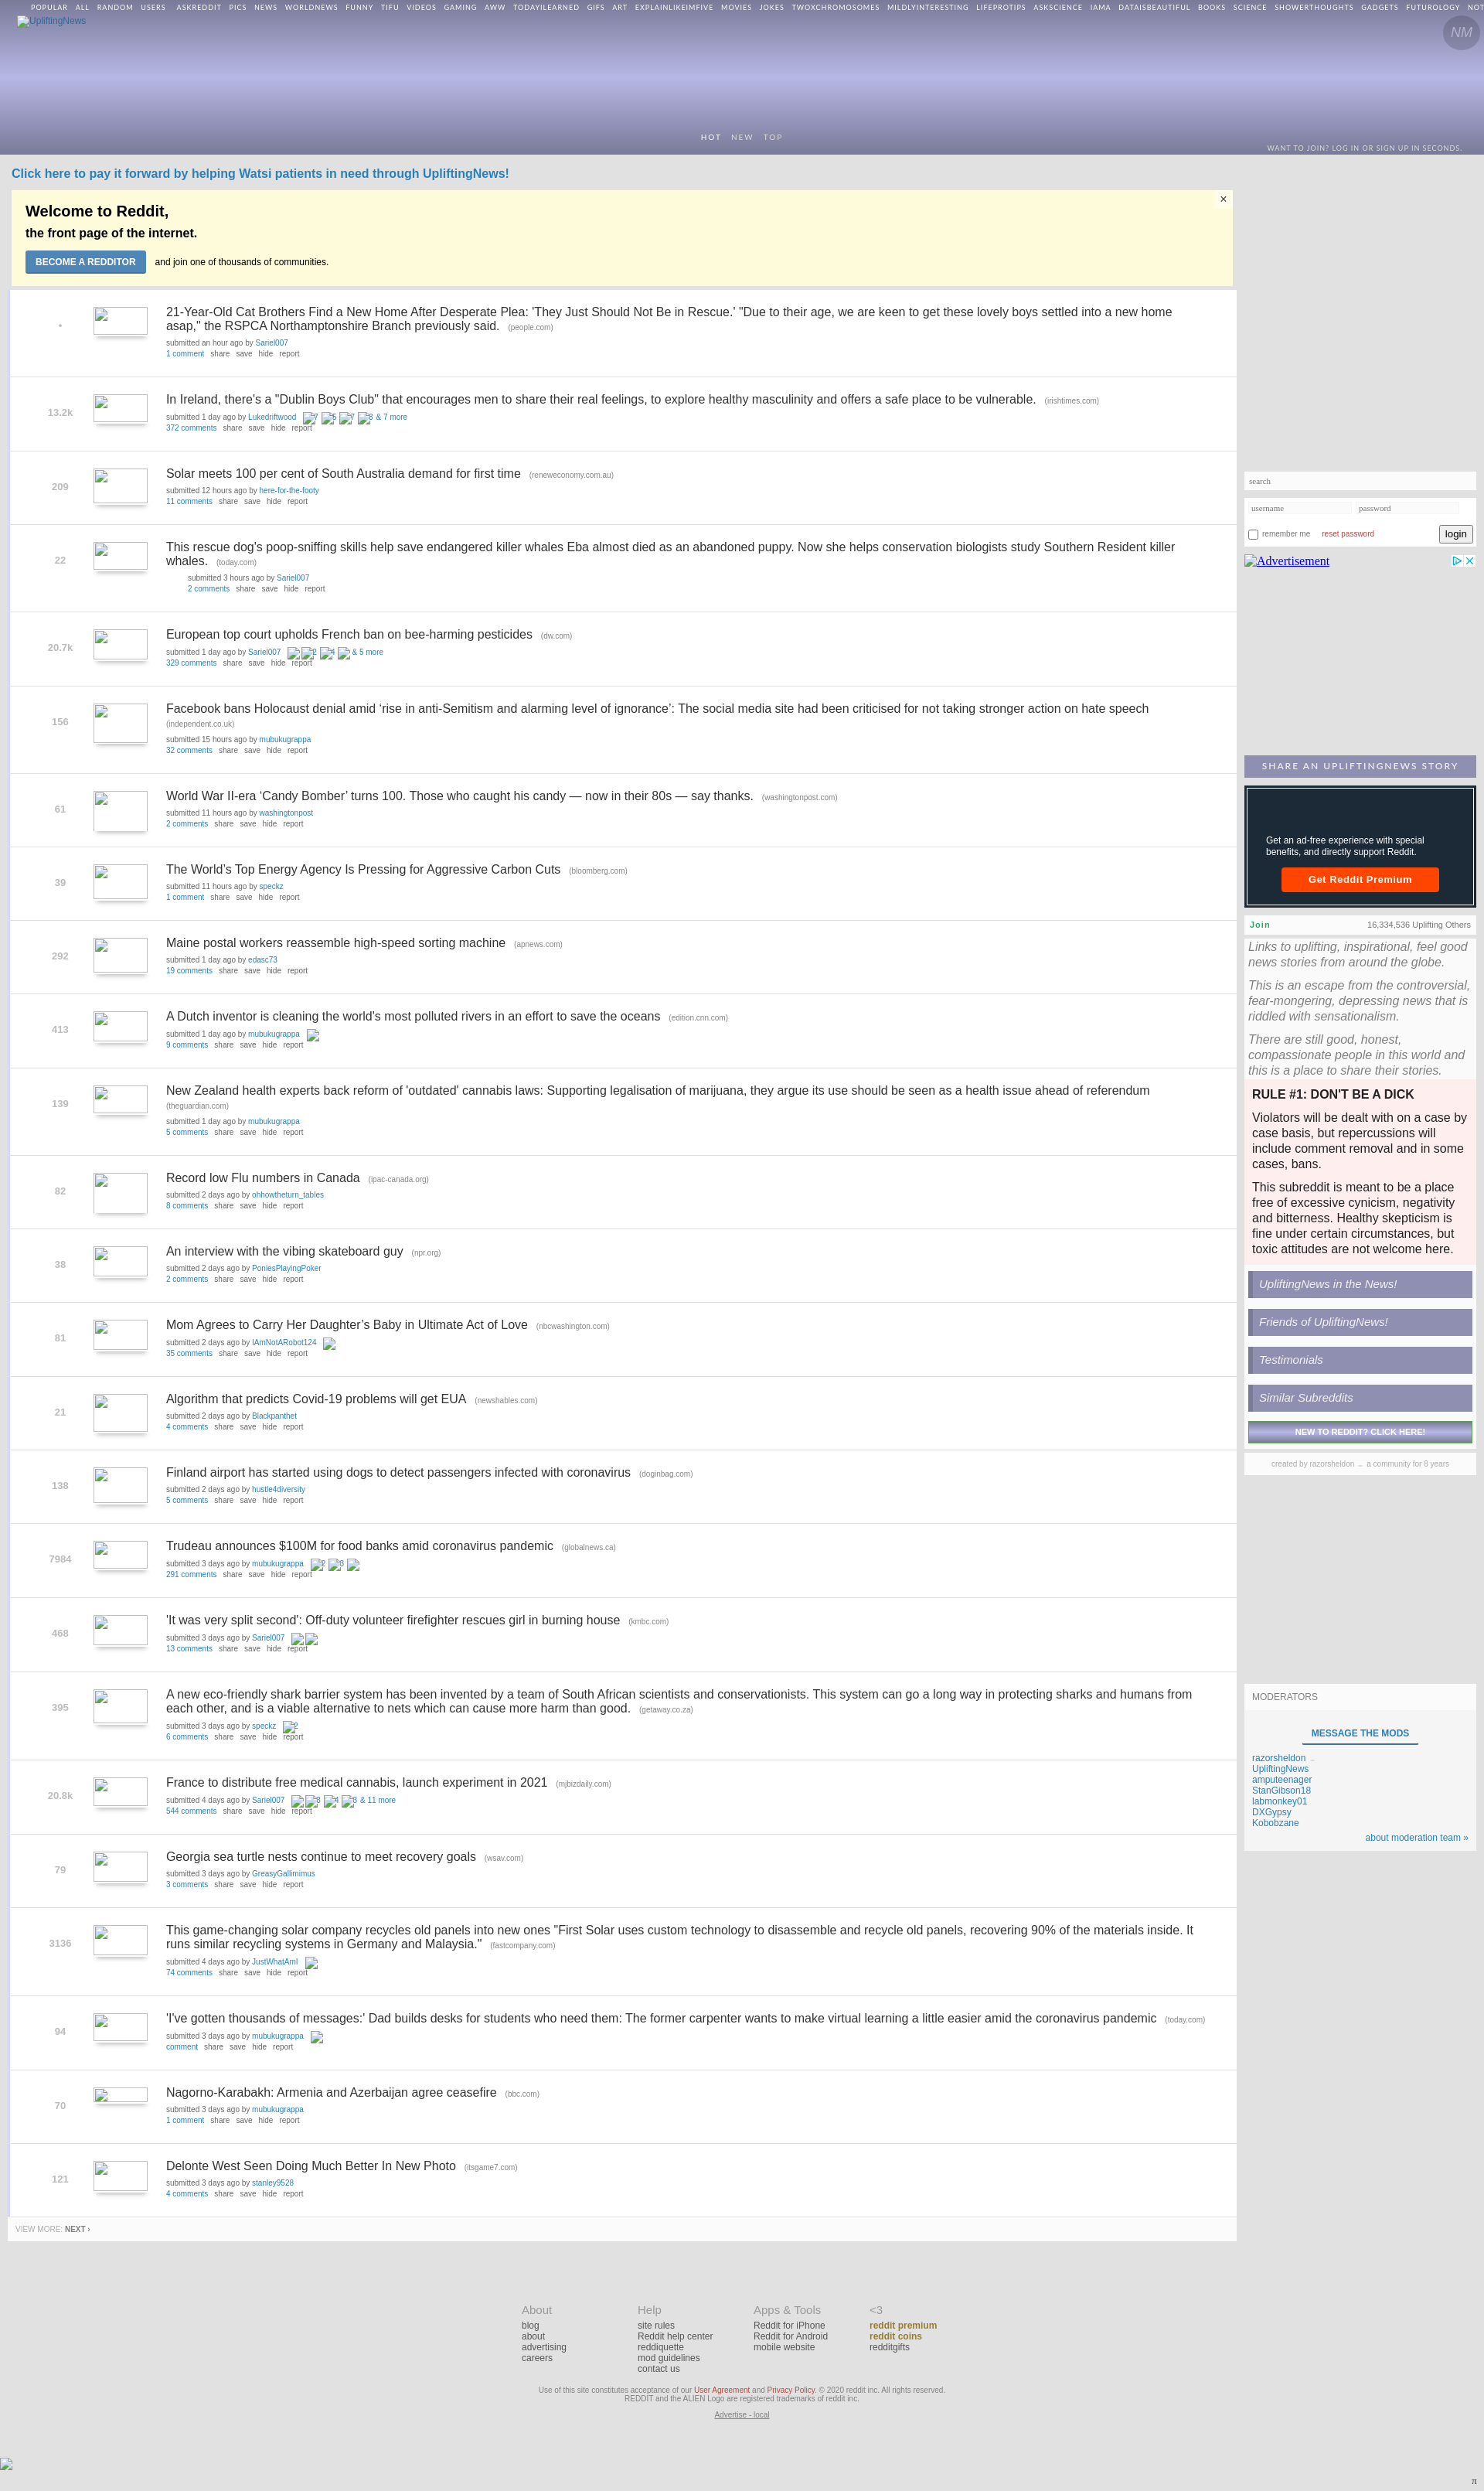 POPULAR ALL RANDOM USERS ASKREDDIT PICS NEWS WORLDNEWS FUNNY TIFU VIDEOS GAMING AWW TODAYILEARNED GIFS ART EXPLAINLIKEIMFIVE MOVIES JOKES TWOXCHROMOSOMES MILDLYINTERESTING LIFEPROTIPS ASKSCIENCE IAMA DATAISBEAUTIFUL BOOKS SCIENCE SHOWERTHOUGHTS GADGETS FUTUROLOGY NOT
UpliftingNews
NM
HOT NEW TOP
WANT TO JOIN? LOG IN OR SIGN UP IN SECONDS.
Click here to pay it forward by helping Watsi patients in need through UpliftingNews!
×
Welcome to Reddit,
the front page of the internet.
BECOME A REDDITOR and join one of thousands of communities.
•
21-Year-Old Cat Brothers Find a New Home After Desperate Plea: 'They Just Should Not Be in Rescue.' "Due to their age, we are keen to get these lovely boys settled into a new home
asap," the RSPCA Northamptonshire Branch previously said. (people.com)
submitted an hour ago by Sariel007
1 comment share save hide report
13.2k
In Ireland, there's a "Dublin Boys Club" that encourages men to share their real feelings, to explore healthy masculinity and offers a safe place to be vulnerable. (irishtimes.com)
submitted 1 day ago by Lukedriftwood 7 5 7 3 & 7 more
372 comments share save hide report
209
Solar meets 100 per cent of South Australia demand for first time (reneweconomy.com.au)
submitted 12 hours ago by here-for-the-footy
11 comments share save hide report
22
This rescue dog's poop-sniffing skills help save endangered killer whales Eba almost died as an abandoned puppy. Now she helps conservation biologists study Southern Resident killer
whales. (today.com)
submitted 3 hours ago by Sariel007
2 comments share save hide report
20.7k
European top court upholds French ban on bee-harming pesticides (dw.com)
submitted 1 day ago by Sariel007 2 4 & 5 more
329 comments share save hide report
156
Facebook bans Holocaust denial amid ‘rise in anti-Semitism and alarming level of ignorance’: The social media site had been criticised for not taking stronger action on hate speech
(independent.co.uk)
submitted 15 hours ago by mubukugrappa
32 comments share save hide report
61
World War II-era ‘Candy Bomber’ turns 100. Those who caught his candy — now in their 80s — say thanks. (washingtonpost.com)
submitted 11 hours ago by washingtonpost
2 comments share save hide report
39
The World’s Top Energy Agency Is Pressing for Aggressive Carbon Cuts (bloomberg.com)
submitted 11 hours ago by speckz
1 comment share save hide report
292
Maine postal workers reassemble high-speed sorting machine (apnews.com)
submitted 1 day ago by edasc73
19 comments share save hide report
413
A Dutch inventor is cleaning the world's most polluted rivers in an effort to save the oceans (edition.cnn.com)
submitted 1 day ago by mubukugrappa
9 comments share save hide report
139
New Zealand health experts back reform of 'outdated' cannabis laws: Supporting legalisation of marijuana, they argue its use should be seen as a health issue ahead of referendum
(theguardian.com)
submitted 1 day ago by mubukugrappa
5 comments share save hide report
82
Record low Flu numbers in Canada (ipac-canada.org)
submitted 2 days ago by ohhowtheturn_tables
8 comments share save hide report
38
An interview with the vibing skateboard guy (npr.org)
submitted 2 days ago by PoniesPlayingPoker
2 comments share save hide report
81
Mom Agrees to Carry Her Daughter’s Baby in Ultimate Act of Love (nbcwashington.com)
submitted 2 days ago by IAmNotARobot124
35 comments share save hide report
21
Algorithm that predicts Covid-19 problems will get EUA (newshables.com)
submitted 2 days ago by Blackpanthet
4 comments share save hide report
138
Finland airport has started using dogs to detect passengers infected with coronavirus (doginbag.com)
submitted 2 days ago by hustle4diversity
5 comments share save hide report
7984
Trudeau announces $100M for food banks amid coronavirus pandemic (globalnews.ca)
submitted 3 days ago by mubukugrappa 2 3
291 comments share save hide report
468
'It was very split second': Off-duty volunteer firefighter rescues girl in burning house (kmbc.com)
submitted 3 days ago by Sariel007
13 comments share save hide report
395
A new eco-friendly shark barrier system has been invented by a team of South African scientists and conservationists. This system can go a long way in protecting sharks and humans from
each other, and is a viable alternative to nets which can cause more harm than good. (getaway.co.za)
submitted 3 days ago by speckz 2
6 comments share save hide report
20.8k
France to distribute free medical cannabis, launch experiment in 2021 (mjbizdaily.com)
submitted 4 days ago by Sariel007 3 4 3 & 11 more
544 comments share save hide report
79
Georgia sea turtle nests continue to meet recovery goals (wsav.com)
submitted 3 days ago by GreasyGallimimus
3 comments share save hide report
3136
This game-changing solar company recycles old panels into new ones "First Solar uses custom technology to disassemble and recycle old panels, recovering 90% of the materials inside. It
runs similar recycling systems in Germany and Malaysia." (fastcompany.com)
submitted 4 days ago by JustWhatAmI
74 comments share save hide report
94
'I've gotten thousands of messages:' Dad builds desks for students who need them: The former carpenter wants to make virtual learning a little easier amid the coronavirus pandemic (today.com)
submitted 3 days ago by mubukugrappa
comment share save hide report
70
Nagorno-Karabakh: Armenia and Azerbaijan agree ceasefire (bbc.com)
submitted 3 days ago by mubukugrappa
1 comment share save hide report
121
Delonte West Seen Doing Much Better In New Photo (itsgame7.com)
submitted 3 days ago by stanley9528
4 comments share save hide report
VIEW MORE: NEXT ›
search
username password
remember me reset password login
Advertisement
SHARE AN UPLIFTINGNEWS STORY
Get an ad-free experience with special
benefits, and directly support Reddit.
Get Reddit Premium
Join 16,334,536 Uplifting Others
Links to uplifting, inspirational, feel good
news stories from around the globe.
This is an escape from the controversial,
fear-mongering, depressing news that is
riddled with sensationalism.
There are still good, honest,
compassionate people in this world and
this is a place to share their stories.
RULE #1: DON'T BE A DICK
Violators will be dealt with on a case by
case basis, but repercussions will
include comment removal and in some
cases, bans.
This subreddit is meant to be a place
free of excessive cynicism, negativity
and bitterness. Healthy skepticism is
fine under certain circumstances, but
toxic attitudes are not welcome here.
UpliftingNews in the News!
Friends of UpliftingNews!
Testimonials
Similar Subreddits
NEW TO REDDIT? CLICK HERE!
created by razorsheldon .. a community for 8 years
MODERATORS
MESSAGE THE MODS
razorsheldon ..
UpliftingNews
amputeenager
StanGibson18
labmonkey01
DXGypsy
Kobobzane
about moderation team »
About
blog
about
advertising
careers
Help
site rules
Reddit help center
reddiquette
mod guidelines
contact us
Apps & Tools
Reddit for iPhone
Reddit for Android
mobile website
<3
reddit premium
reddit coins
redditgifts
Use of this site constitutes acceptance of our User Agreement and Privacy Policy. © 2020 reddit inc. All rights reserved.
REDDIT and the ALIEN Logo are registered trademarks of reddit inc.
Advertise - local
π